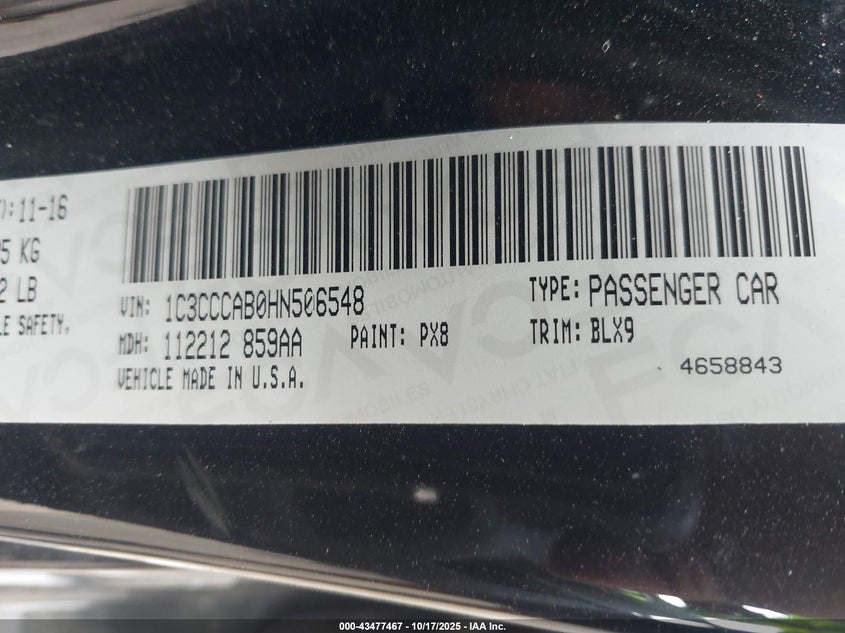 ):11-16
5 KG
2 LB
LE SAFETY.
VIN: 1C3CCCAB0HN506548
TYPE: PASSENGER CAR
MDH: 112212 859AA
PAINT: PX8
TRIM: BLX9
VEHICLE MADE IN U.S.A.
4658843
000-43477467 - 10/17/2025 - IAA Inc.